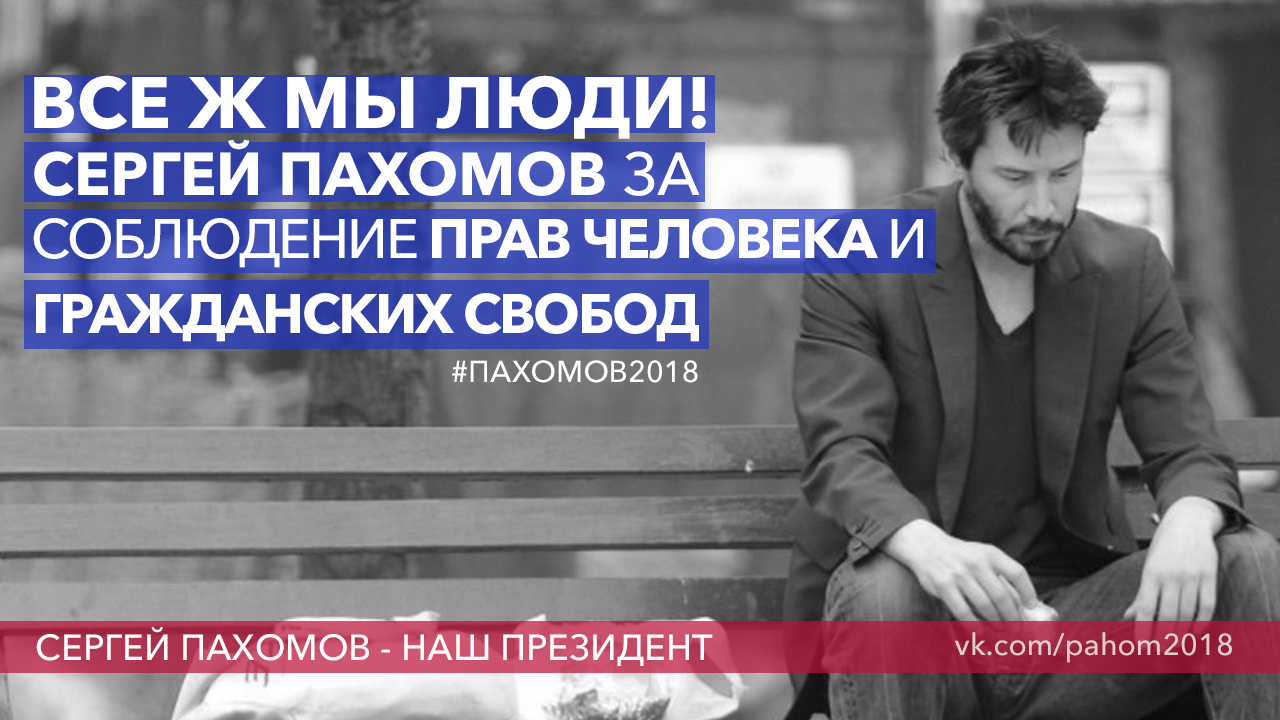 ВСЕ Ж МЫ ЛЮДИ!
СЕРГЕЙ ПАХОМОВ ЗА
СОБЛЮДЕНИЕ ПРАВ ЧЕЛОВЕКА И
ГРАЖДАНСКИХ СВОБОД
#ПАХОМОВ2018
СЕРГЕЙ ПАХОМОВ - НАШ ПРЕЗИДЕНТ
vk.com/pahom2018